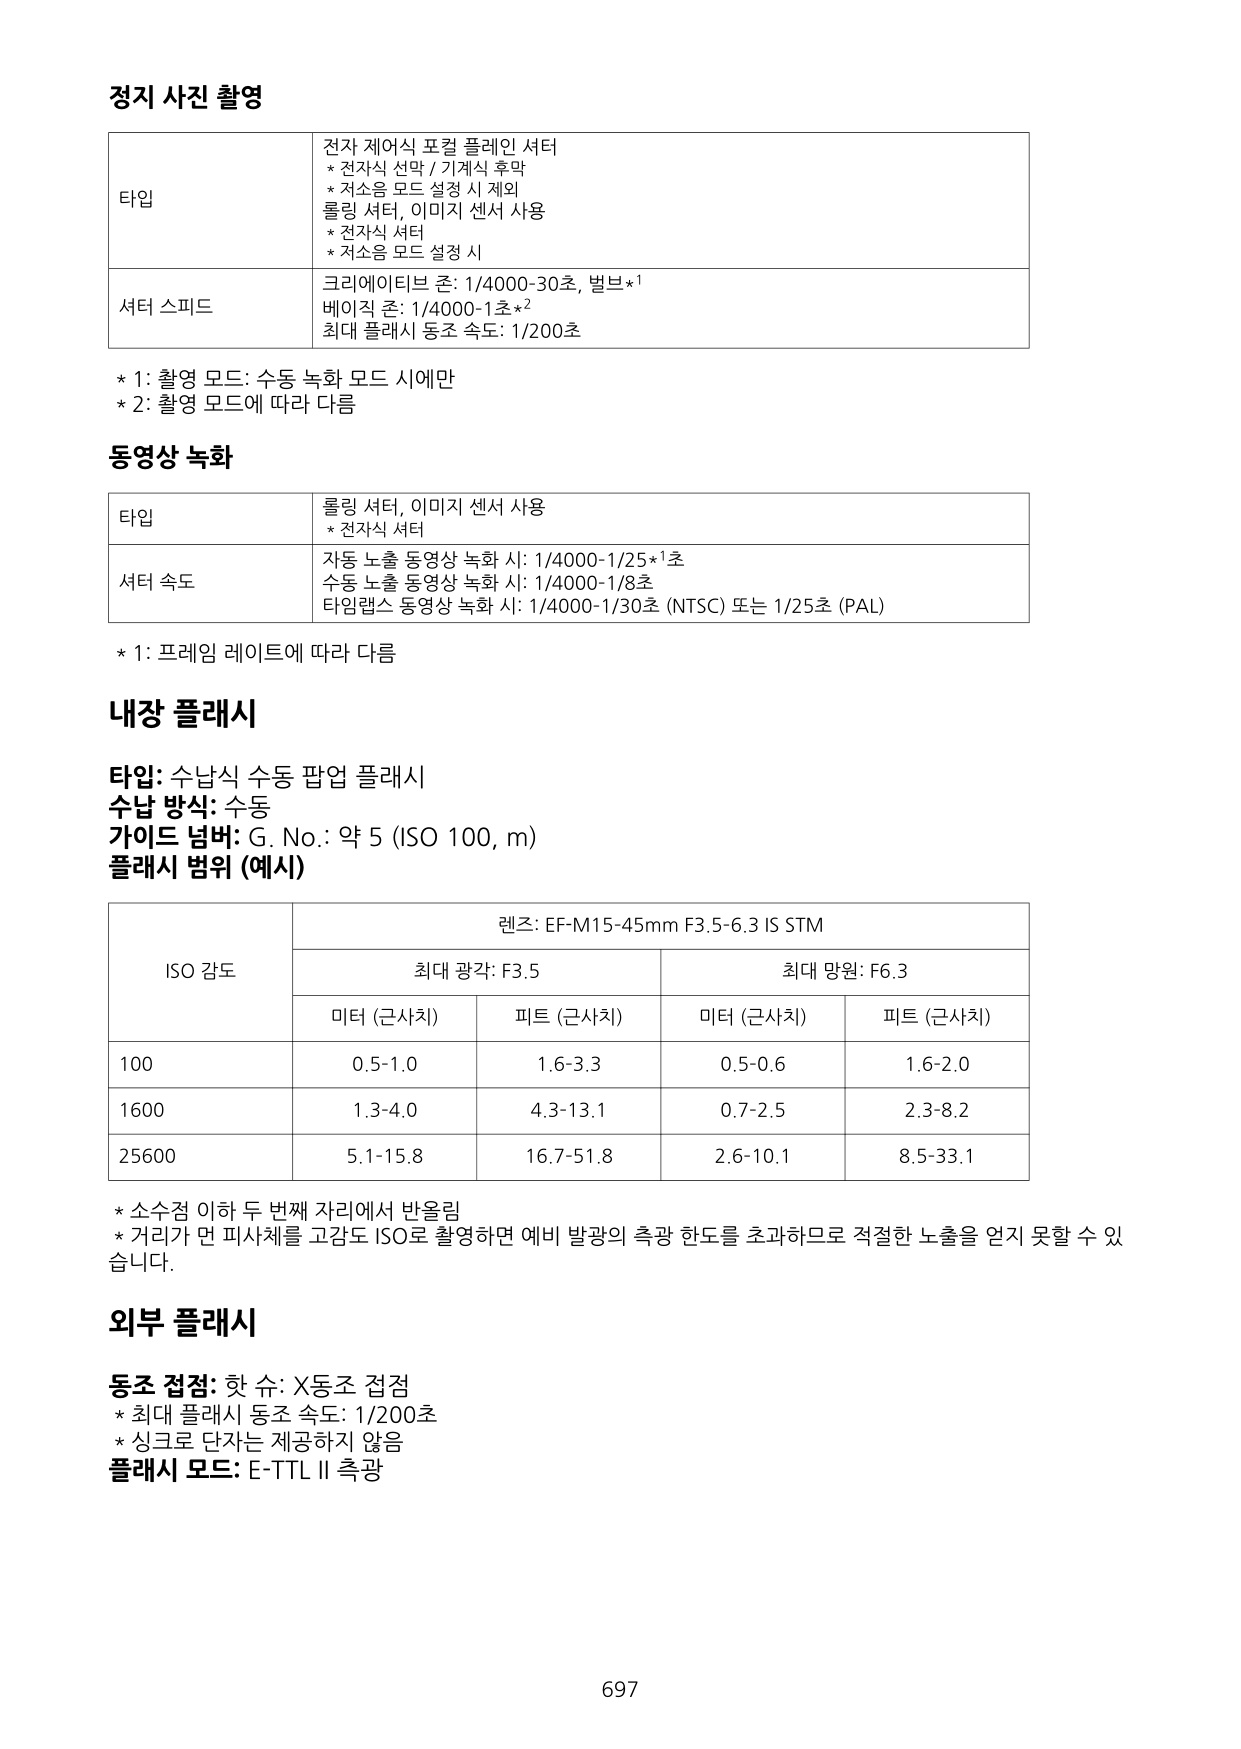 정지 사진 촬영
타입
전자 제어식 포컬 플레인 셔터
* 전자식 선막 / 기계식 후막
* 저소음 모드 설정 시 제외
롤링 셔터, 이미지 센서 사용
* 전자식 셔터
* 저소음 모드 설정 시
셔터 스피드
크리에이티브 존: 1/4000-30초, 벌브*1
베이직 존: 1/4000-1초*2
최대 플래시 동조 속도: 1/200초
* 1: 촬영 모드: 수동 녹화 모드 시에만
* 2: 촬영 모드에 따라 다름
동영상 녹화
타입
롤링 셔터, 이미지 센서 사용
* 전자식 셔터
셔터 속도
자동 노출 동영상 녹화 시: 1/4000-1/25*1초
수동 노출 동영상 녹화 시: 1/4000-1/8초
타임랩스 동영상 녹화 시: 1/4000-1/30초 (NTSC) 또는 1/25초 (PAL)
* 1: 프레임 레이트에 따라 다름
내장 플래시
타입: 수납식 수동 팝업 플래시
수납 방식: 수동
가이드 넘버: G. No.: 약 5 (ISO 100, m)
플래시 범위 (예시)
ISO 감도
렌즈: EF-M15-45mm F3.5-6.3 IS STM
최대 광각: F3.5 최대 망원: F6.3
미터 (근사치) 피트 (근사치) 미터 (근사치) 피트 (근사치)
100 0.5-1.0 1.6-3.3 0.5-0.6 1.6-2.0
1600 1.3-4.0 4.3-13.1 0.7-2.5 2.3-8.2
25600 5.1-15.8 16.7-51.8 2.6-10.1 8.5-33.1
* 소수점 이하 두 번째 자리에서 반올림
* 거리가 먼 피사체를 고감도 ISO로 촬영하면 예비 발광의 측광 한도를 초과하므로 적절한 노출을 얻지 못할 수 있
습니다.
외부 플래시
동조 접점: 핫 슈: X동조 접점
* 최대 플래시 동조 속도: 1/200초
* 싱크로 단자는 제공하지 않음
플래시 모드: E-TTL II 측광
697